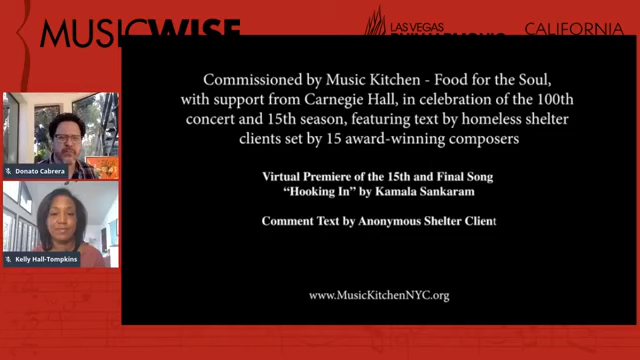 MUSICWISE
LAS VEGAS
PHILHARMONIC
CALIFORNIA
Commissioned by Music Kitchen - Food for the Soul,
with support from Carnegie Hall, in celebration of the 100th
concert and 15th season, featuring text by homeless shelter
clients set by 15 award-winning composers
Virtual Premiere of the 15th and Final Song
“Hooking In” by Kamala Sankaram
Comment Text by Anonymous Shelter Client
www.MusicKitchenNYC.org
Donato Cabrera
Kelly Hall-Tompkins